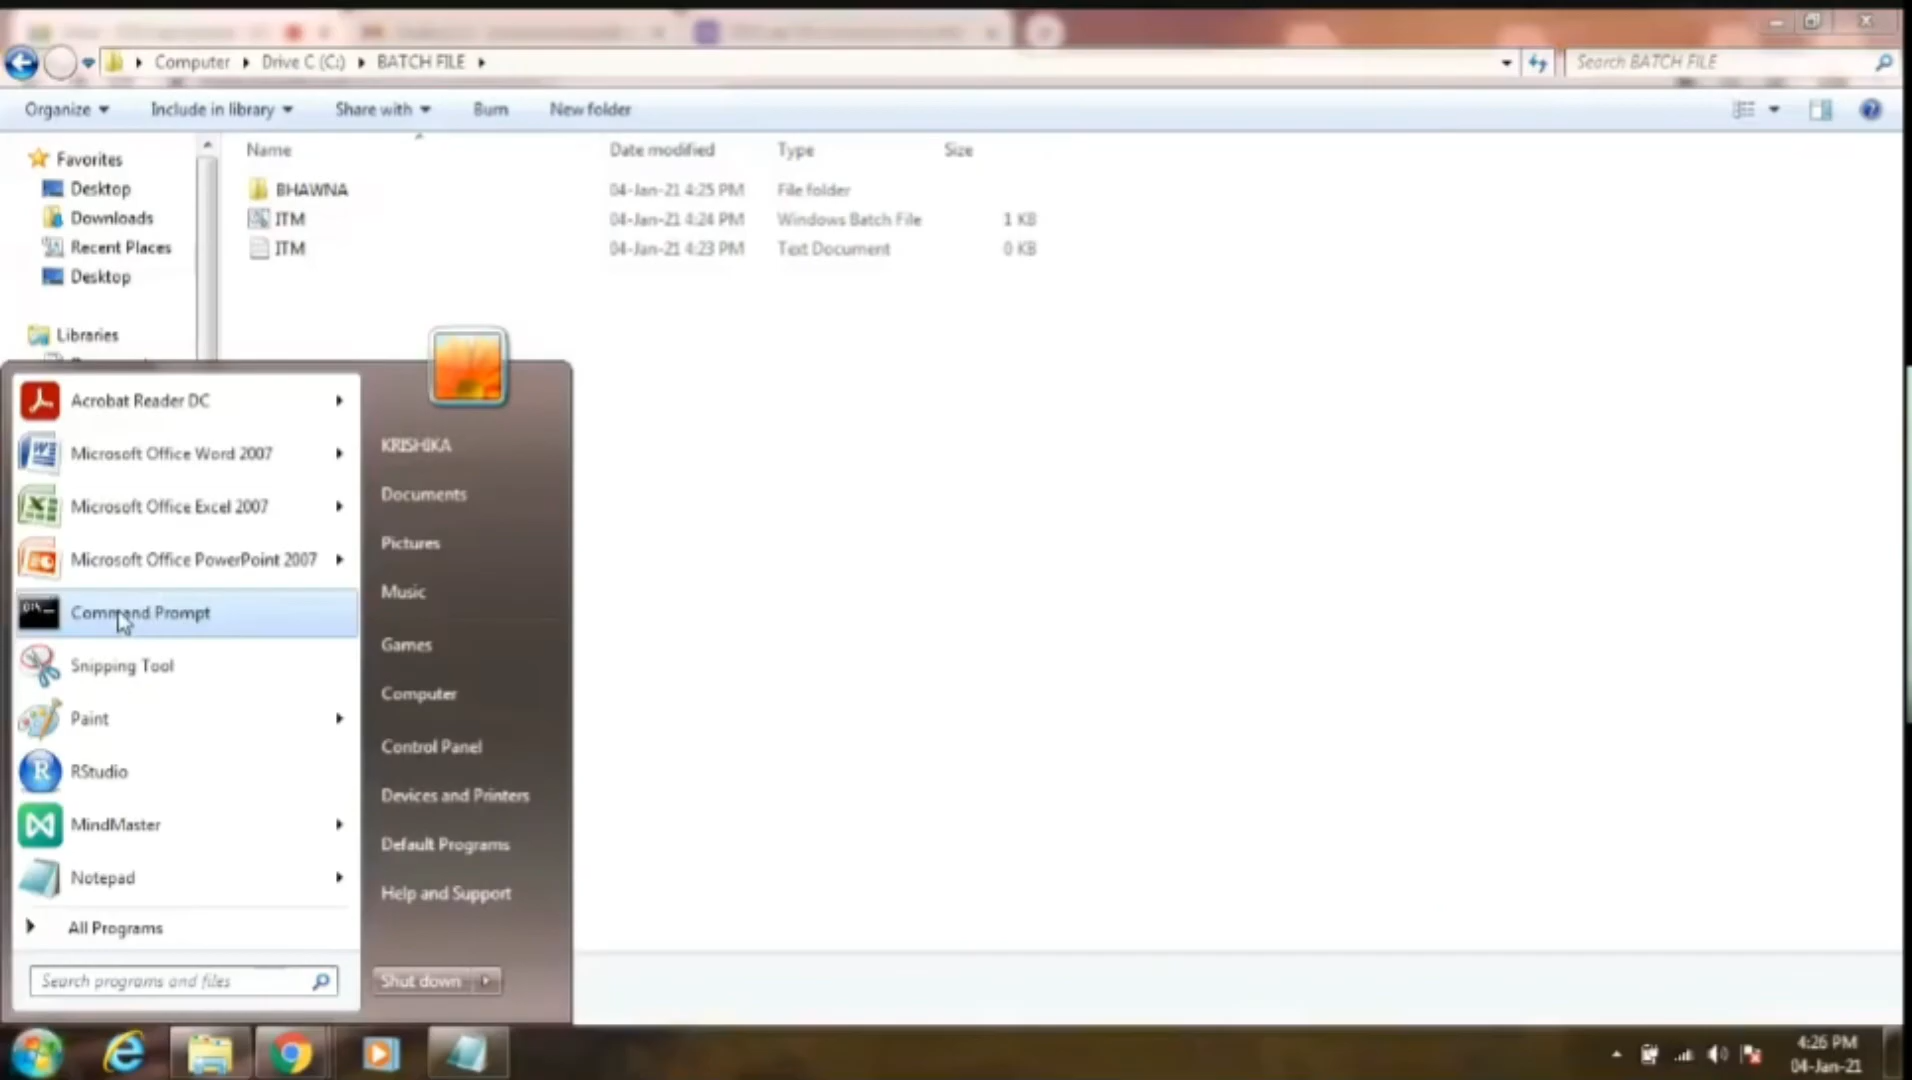 Computer Drive C (C:) BATCH FILE
Search BATCH FILE
Organize Include in library Share with Burn New folder
Favorites
Desktop
Downloads
Recent Places
Desktop
Libraries
Name Date modified Type Size
BHAWNA 04-Jan-21 4:25 PM File folder
ITM 04-Jan-21 4:24 PM Windows Batch File 1 KB
ITM 04-Jan-21 4:23 PM Text Document 0 KB
Acrobat Reader DC
Microsoft Office Word 2007
Microsoft Office Excel 2007
Microsoft Office PowerPoint 2007
Command Prompt
Snipping Tool
Paint
RStudio
MindMaster
Notepad
All Programs
Search programs and files
KRISHIKA
Documents
Pictures
Music
Games
Computer
Control Panel
Devices and Printers
Default Programs
Help and Support
Shut down
4:26 PM
04-Jan-21